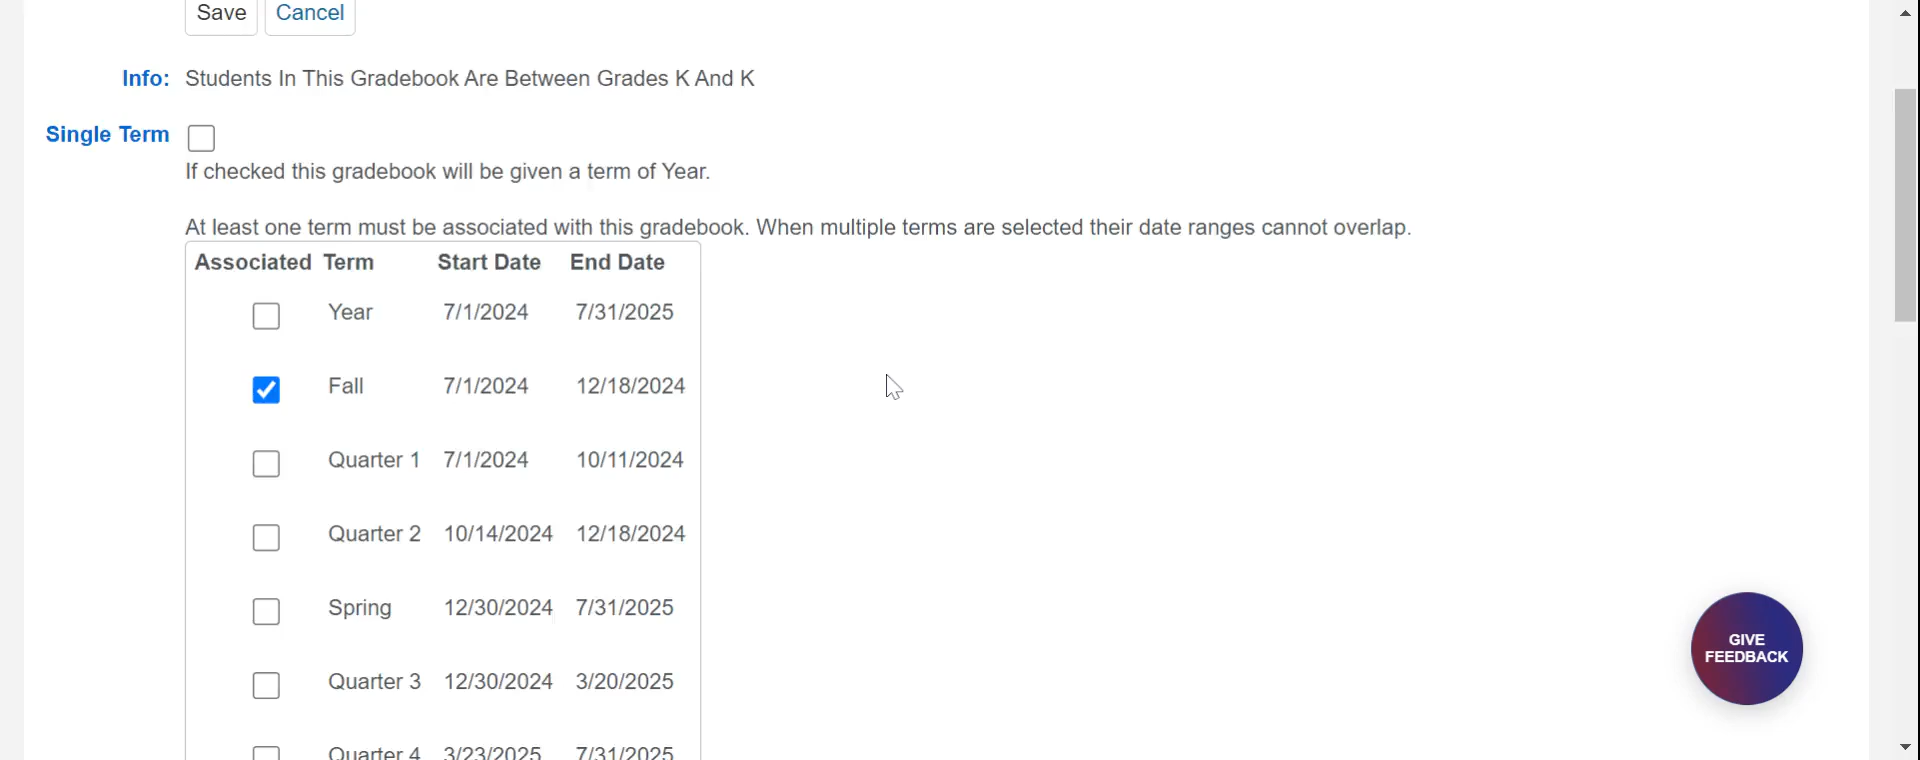 Save Cancel
Info: Students In This Gradebook Are Between Grades K And K
Single Term
If checked this gradebook will be given a term of Year.
At least one term must be associated with this gradebook. When multiple terms are selected their date ranges cannot overlap.
Associated Term Start Date End Date
Year 7/1/2024 7/31/2025
Fall 7/1/2024 12/18/2024
Quarter 1 7/1/2024 10/11/2024
Quarter 2 10/14/2024 12/18/2024
Spring 12/30/2024 7/31/2025
Quarter 3 12/30/2024 3/20/2025
Quarter 4 3/23/2025 7/31/2025
GIVE
FEEDBACK